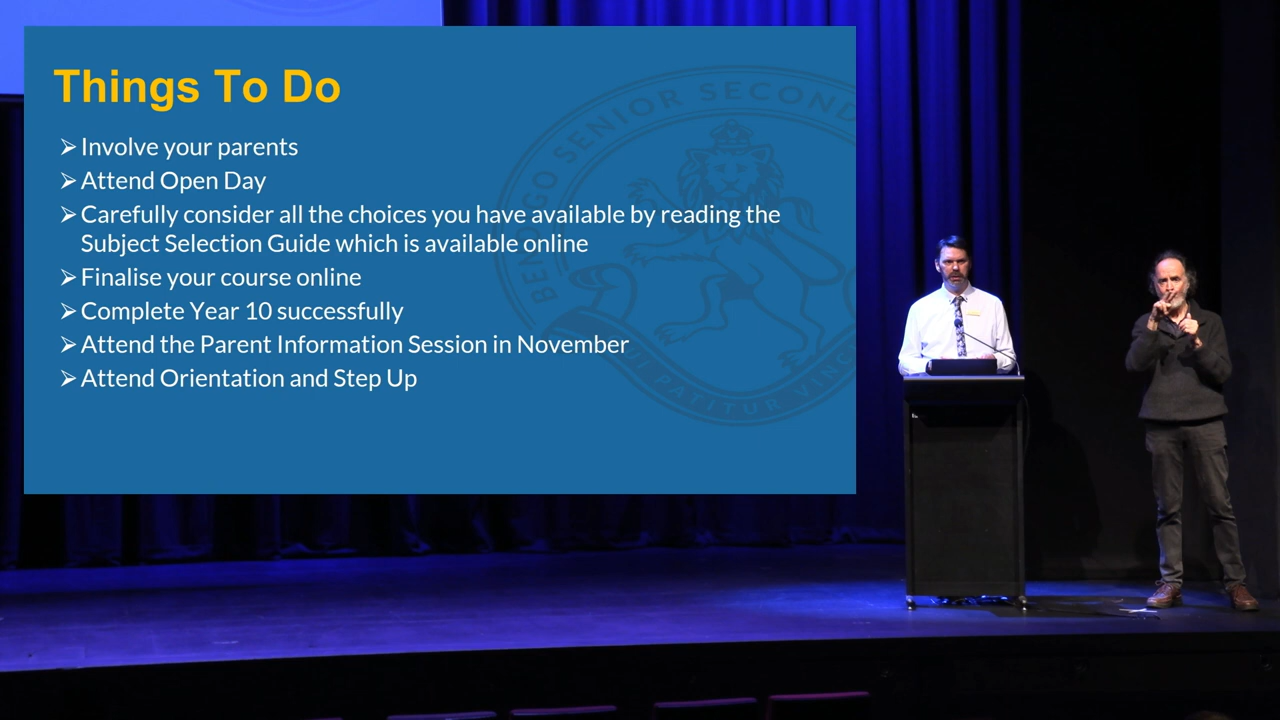 Things To Do
➢ Involve your parents
➢ Attend Open Day
➢ Carefully consider all the choices you have available by reading the
Subject Selection Guide which is available online
➢ Finalise your course online
➢ Complete Year 10 successfully
➢ Attend the Parent Information Session in November
➢ Attend Orientation and Step Up
SENIOR
PATITUR